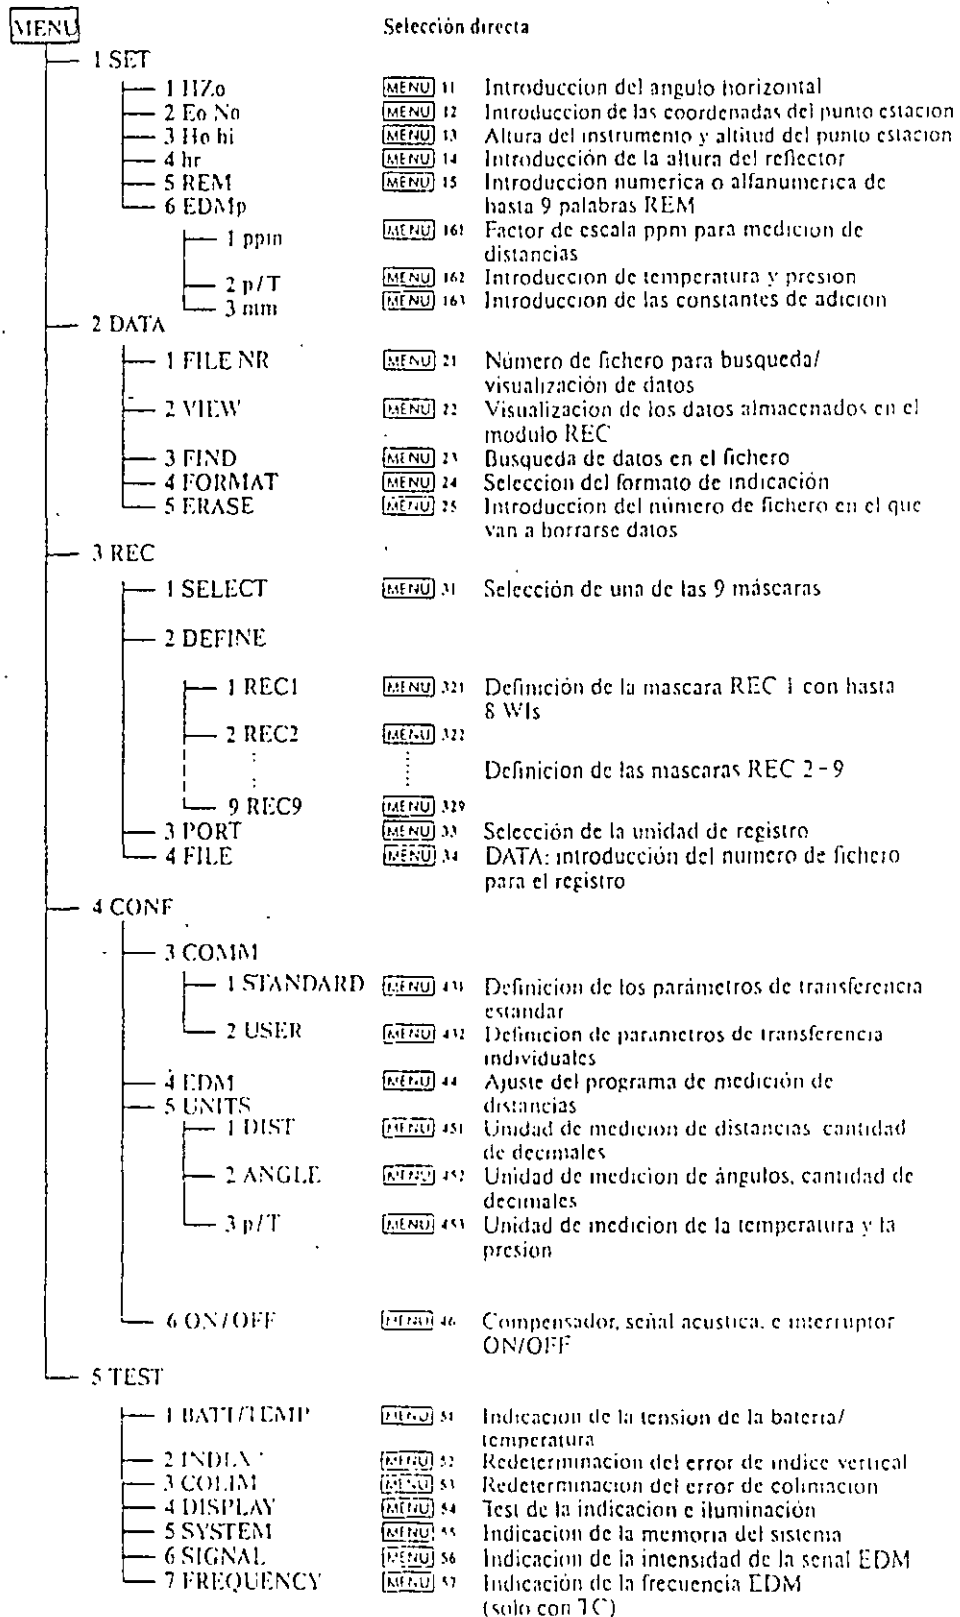 MENU Selección directa
1 SET
1 HZo MENU 11 Introduccion del angulo horizontal
2 Eo No MENU 12 Introduccion de las coordenadas del punto estacion
3 Ho hi MENU 13 Altura del instrumento y altitud del punto estacion
4 hr MENU 14 Introducción de la altura del reflector
5 REM MENU 15 Introduccion numerica o alfanumerica de
6 EDMp hasta 9 palabras REM
1 ppm MENU 161 Factor de escala ppm para medicion de
distancias
2 p/T MENU 162 Introduccion de temperatura y presion
3 mm MENU 163 Introduccion de las constantes de adicion
2 DATA
1 FILE NR MENU 21 Número de fichero para busqueda/
visualización de datos
2 VIEW MENU 22 Visualizacion de los datos almacenados en el
modulo REC
3 FIND MENU 23 Busqueda de datos en el fichero
4 FORMAT MENU 24 Seleccion del formato de indicación
5 ERASE MENU 25 Introduccion del número de fichero en el que
van a borrarse datos
3 REC
1 SELECT MENU 31 Selección de una de las 9 máscaras
2 DEFINE
1 REC1 MENU 321 Definición de la mascara REC 1 con hasta
8 WIs
2 REC2 MENU 322
Definicion de las mascaras REC 2-9
9 REC9 MENU 329
3 PORT MENU 33 Selección de la unidad de registro
4 FILE MENU 34 DATA: introducción del numero de fichero
para el registro
4 CONF
3 COMM
1 STANDARD MENU 431 Definicion de los parámetros de transferencia
estandar
2 USER MENU 432 Definicion de parametros de transferencia
individuales
4 EDM MENU 44 Ajuste del programa de medición de
5 UNITS distancias
1 DIST MENU 451 Unidad de medicion de distancias cantidad
de decimales
2 ANGLE MENU 452 Unidad de medicion de ángulos, cantidad de
decimales
3 p/T MENU 453 Unidad de medicion de la temperatura y la
presion
6 ON/OFF MENU 46 Compensador, señal acustica, e interruptor
ON/OFF
5 TEST
1 BATT/TEMP MENU 51 Indicacion de la tension de la bateria/
temperatura
2 INDEX MENU 52 Redeterminacion del error de indice vertical
3 COLIM MENU 53 Redeterminacion del error de colimacion
4 DISPLAY MENU 54 Test de la indicacion e iluminación
5 SYSTEM MENU 55 Indicacion de la memoria del sistema
6 SIGNAL MENU 56 Indicacion de la intensidad de la senal EDM
7 FREQUENCY MENU 57 Indicación de la frecuencia EDM
(solo con TC)